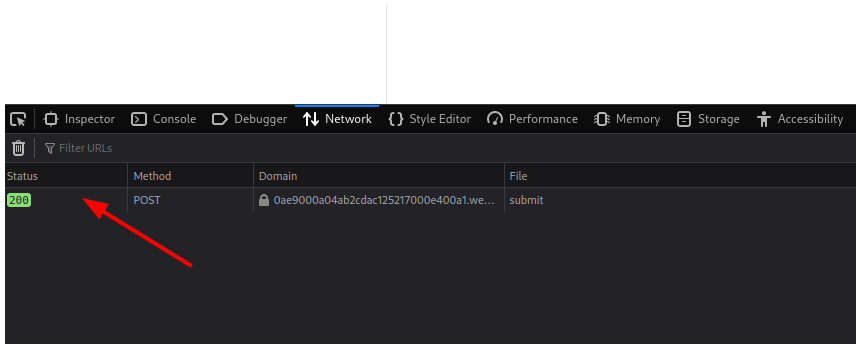 Inspector Console Debugger Network Style Editor Performance Memory Storage Accessibility
Filter URLs
Status Method Domain File
200 POST 0ae9000a04ab2cdac125217000e400a1.we... submit